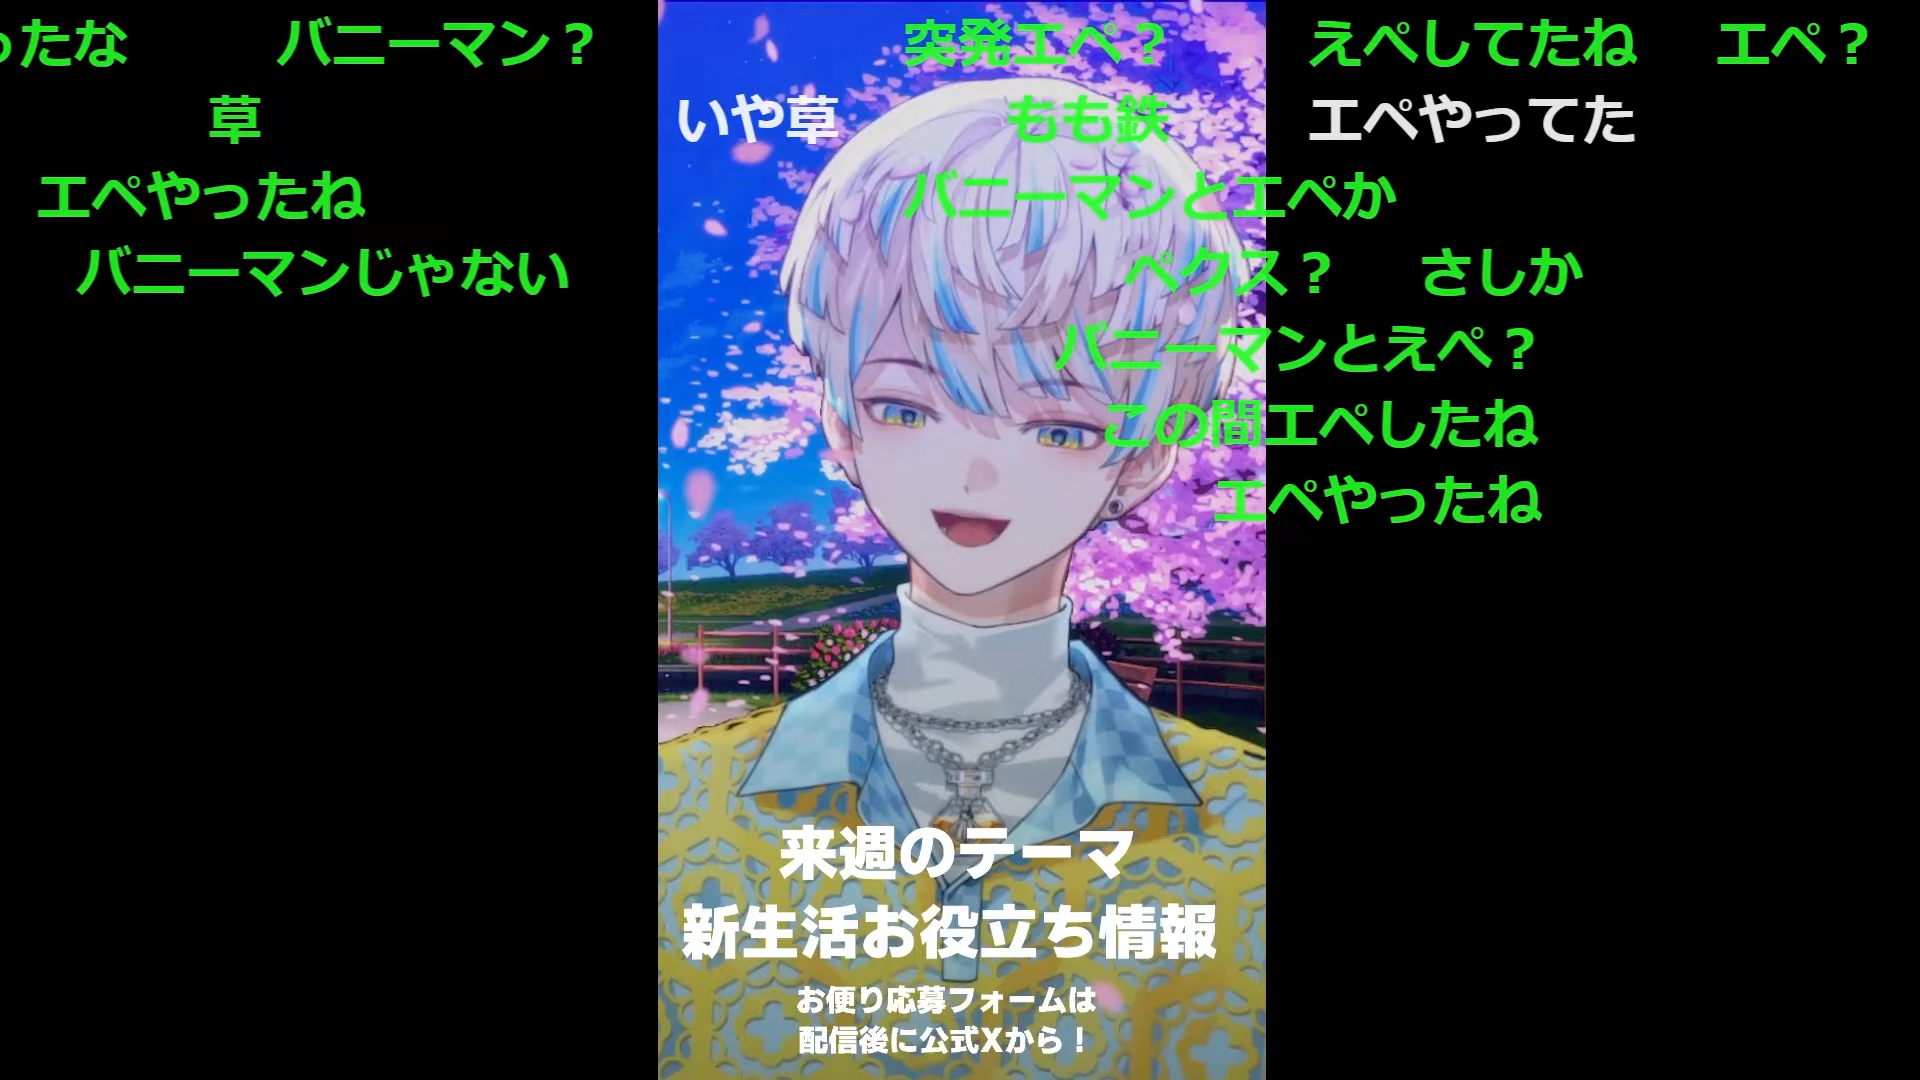 ったな バニーマン？ 突発エペ？ えぺしてたね エペ？
草 いや草 もも鉄 エペやってた
エペやったね バニーマンとエペか
バニーマンじゃない ペクス？ さしか
バニーマンとえぺ？
この間エペしたね
エペやったね
来週のテーマ
新生活お役立ち情報
お便り応募フォームは
配信後に公式Xから！